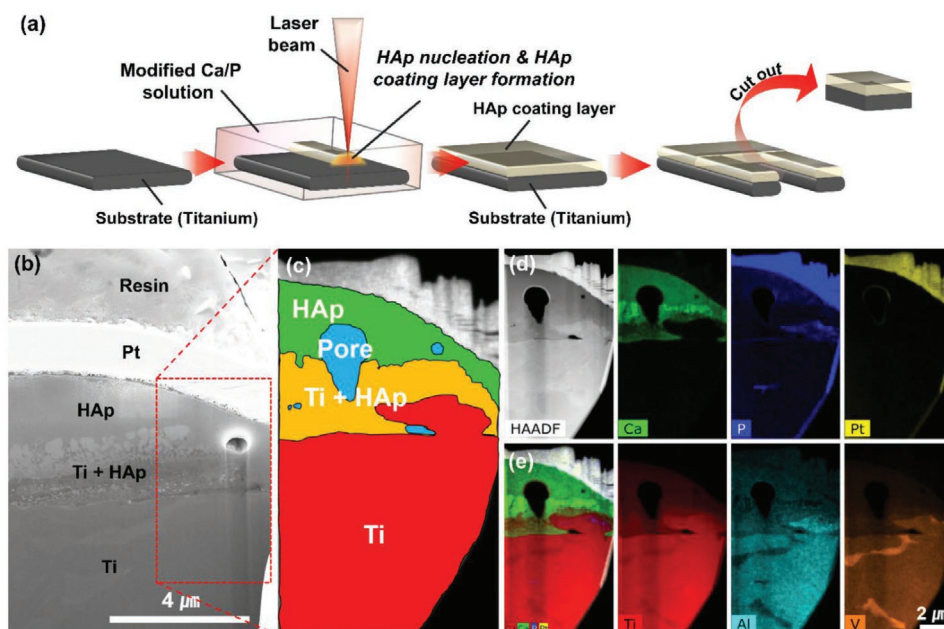 (a)
Laser
beam
HAp nucleation & HAp
coating layer formation
Modified Ca/P
solution
HAp coating layer
Cut out
Substrate (Titanium)
Substrate (Titanium)
(b)
Resin
Pt
HAp
Ti + HAp
Ti
4 μm
(c)
HAp
Pore
Ti + HAp
Ti
(d)
HAADF
Ca
P
Pt
(e)
Ti
Al
V
2 μm